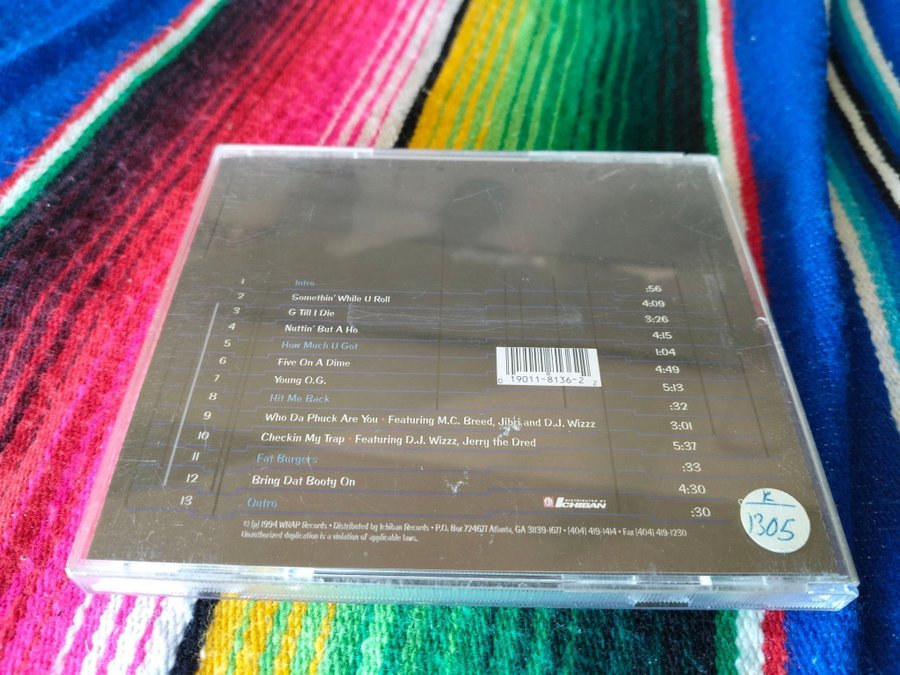 1 Intro :56
2 Somethin' While U Roll 4:09
3 G Till I Die 3:26
4 Nuttin' But A Ho 4:15
5 How Much U Got 1:04
6 Five On A Dime 4:49
7 Young O.G. 5:13
8 Hit Me Back :32
9 Who Da Phuck Are You • Featuring M.C. Breed, Jibri and D.J. Wizzz 3:01
10 Checkin My Trap • Featuring D.J. Wizzz, Jerry the Dred 5:37
11 Fat Burgers :33
12 Bring Dat Booty On 4:30
13 Outro :30
0 19011-8136-2 2
DISTRIBUTED BY
ICHIBAN
K
1305
© (p) 1994 WRAP Records • Distributed by Ichiban Records • P.O. Box 724677 Atlanta, GA 31139-1677 • (404) 419-1414 • Fax (404) 419-1230
Unauthorized duplication is a violation of applicable laws.